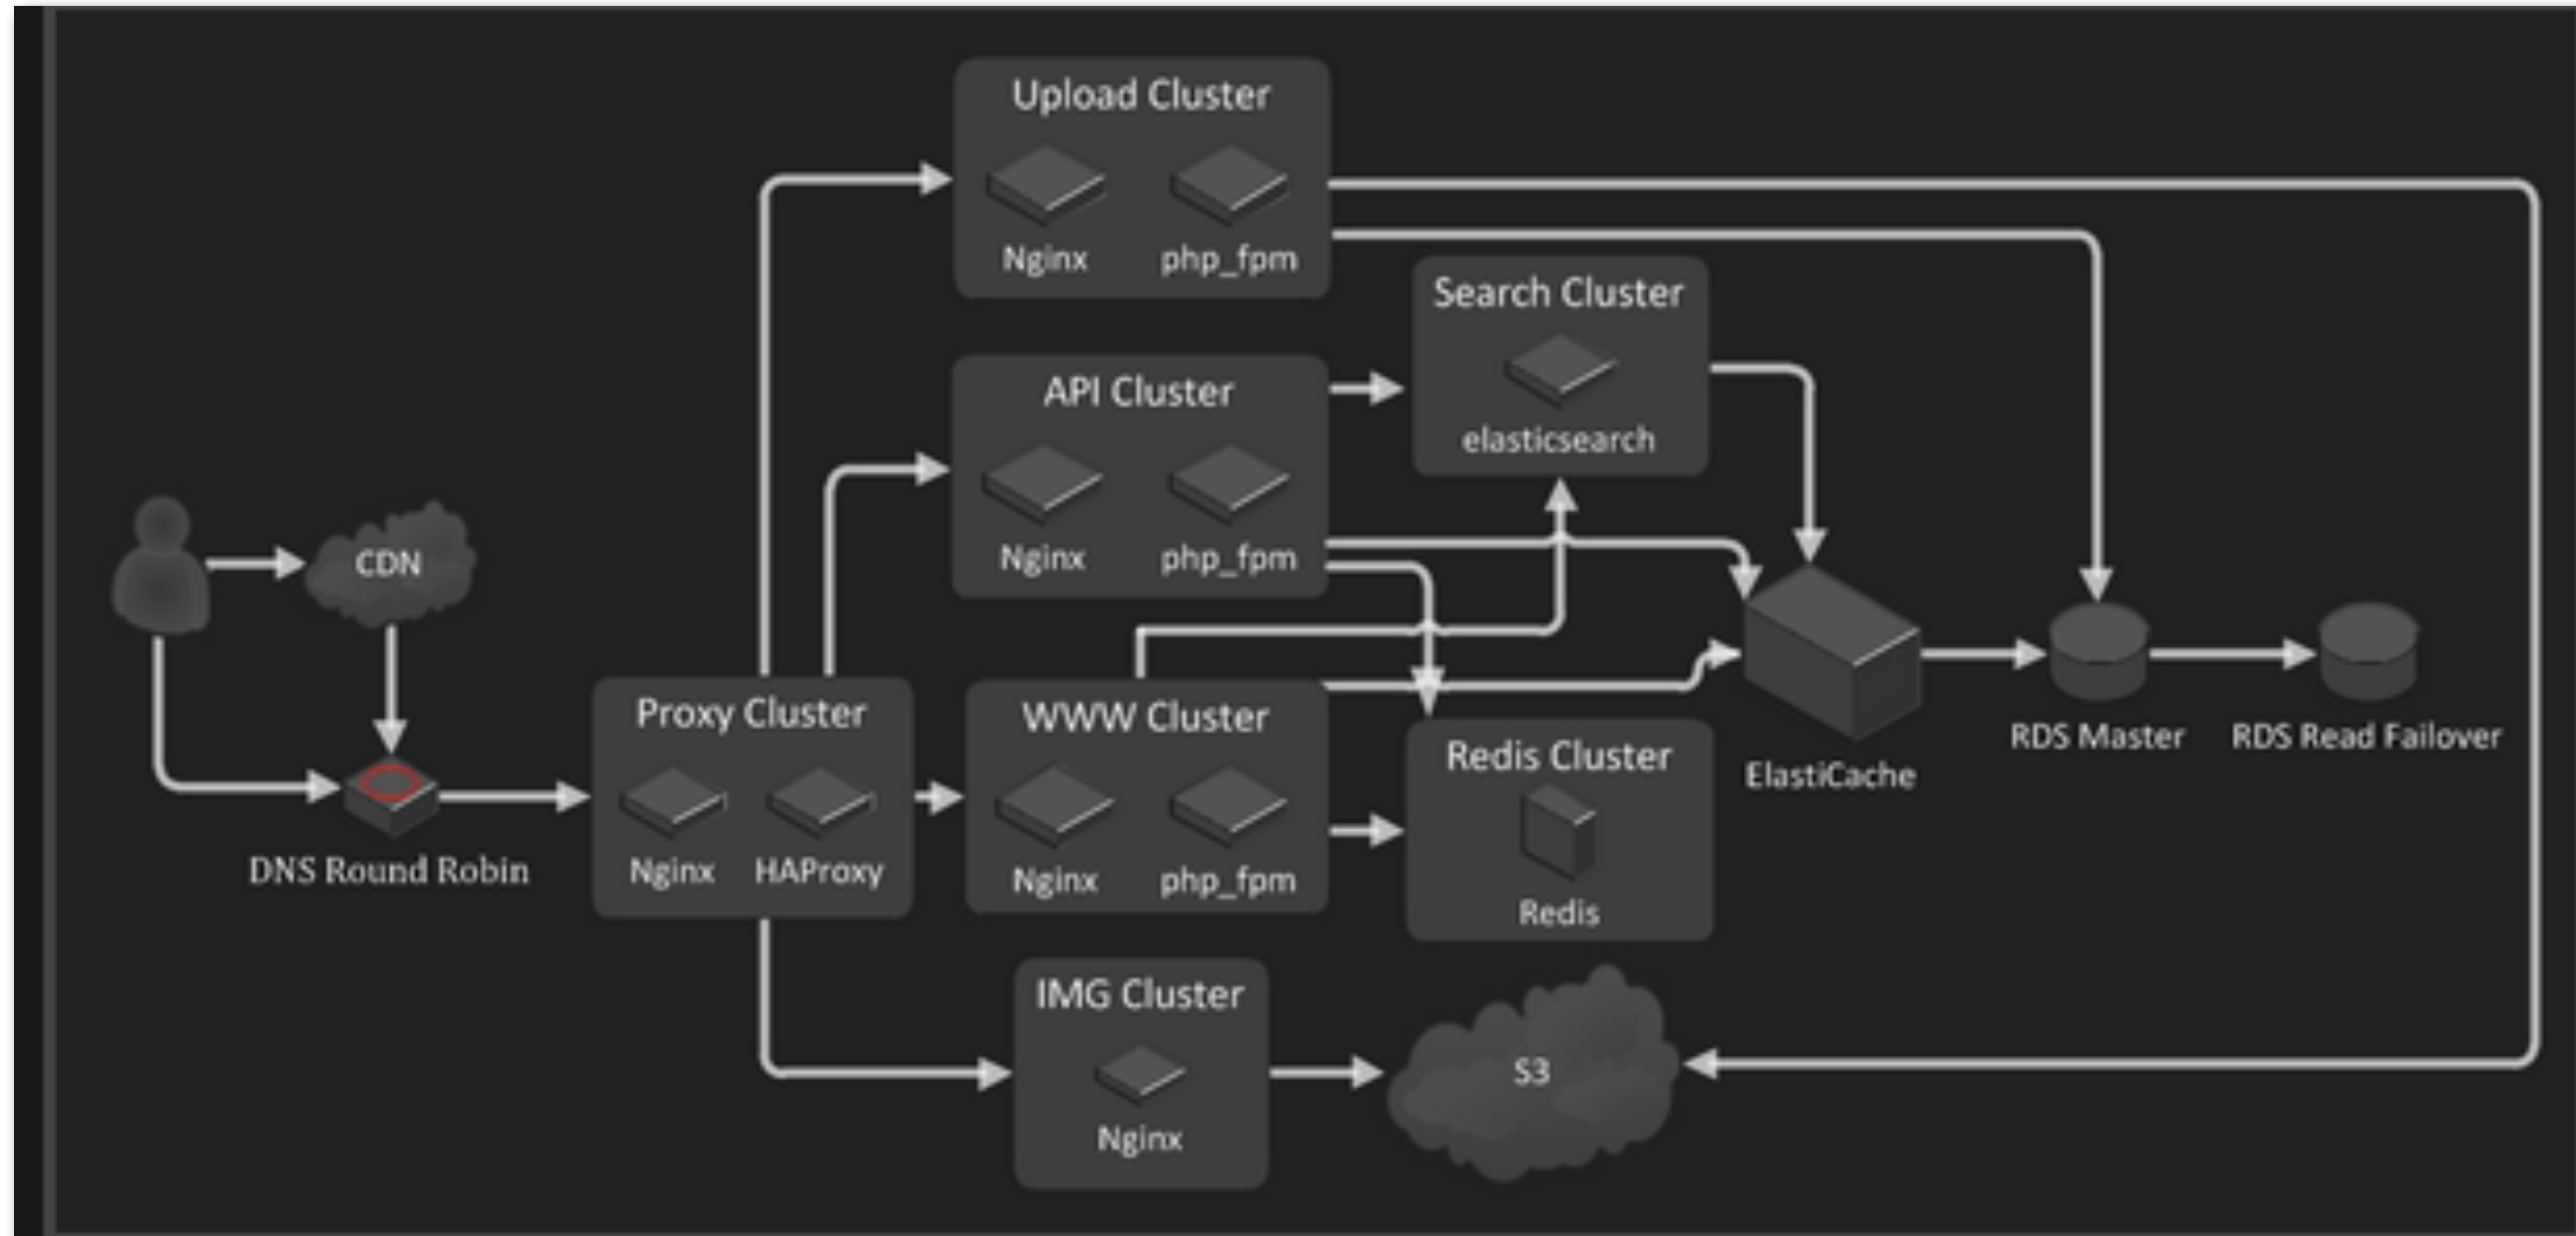 Upload Cluster
Nginx php_fpm
Search Cluster
elasticsearch
API Cluster
Nginx php_fpm
CDN
DNS Round Robin
Proxy Cluster
Nginx HAProxy
WWW Cluster
Nginx php_fpm
Redis Cluster
Redis
ElastiCache
RDS Master
RDS Read Failover
IMG Cluster
Nginx
S3